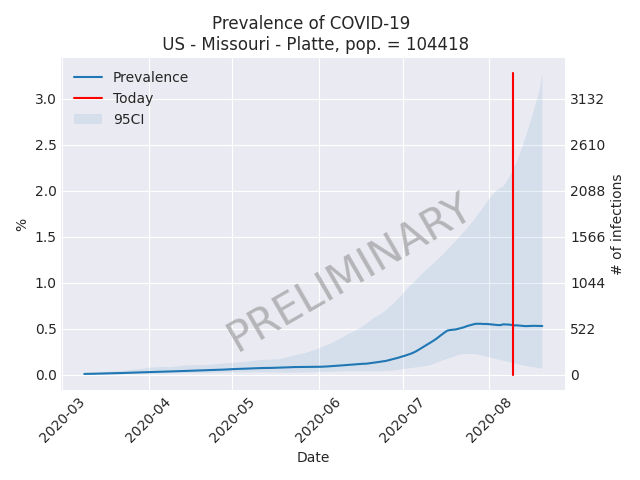 Prevalence of COVID-19
US - Missouri - Platte, pop. = 104418
Prevalence
Today
95CI
PRELIMINARY
%
3.0
2.5
2.0
1.5
1.0
0.5
0.0
3132
2610
2088
1566
1044
522
0
# of infections
2020-03
2020-04
2020-05
2020-06
2020-07
2020-08
Date